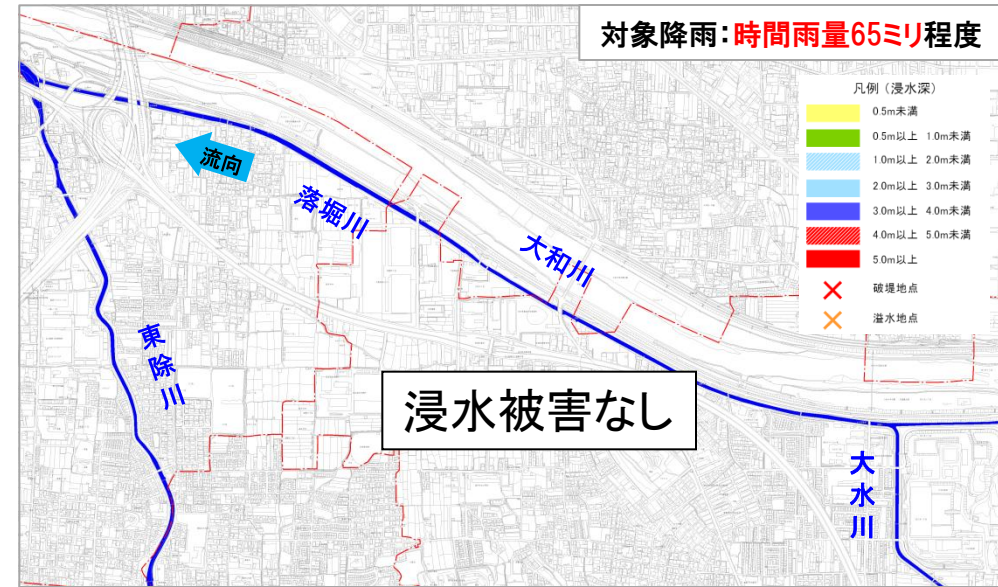 対象降雨：時間雨量65ミリ程度
凡例（浸水深）
0.5m未満
0.5m以上 1.0m未満
1.0m以上 2.0m未満
2.0m以上 3.0m未満
3.0m以上 4.0m未満
4.0m以上 5.0m未満
5.0m以上
破堤地点
溢水地点
流向
落堀川
大和川
東除川
浸水被害なし
大水川